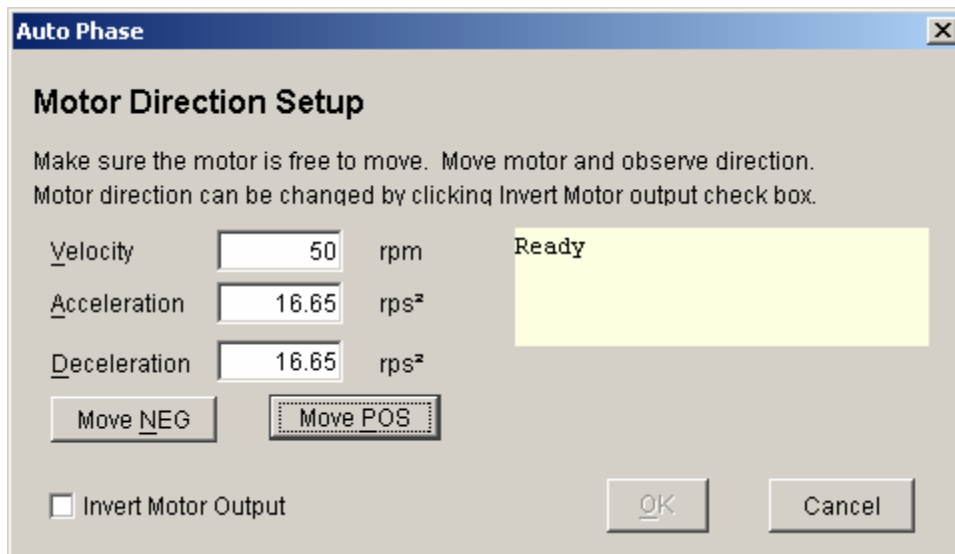 Auto Phase
Motor Direction Setup
Make sure the motor is free to move. Move motor and observe direction.
Motor direction can be changed by clicking Invert Motor output check box.
Velocity 50 rpm
Ready
Acceleration 16.65 rps²
Deceleration 16.65 rps²
Move NEG Move POS
Invert Motor Output OK Cancel